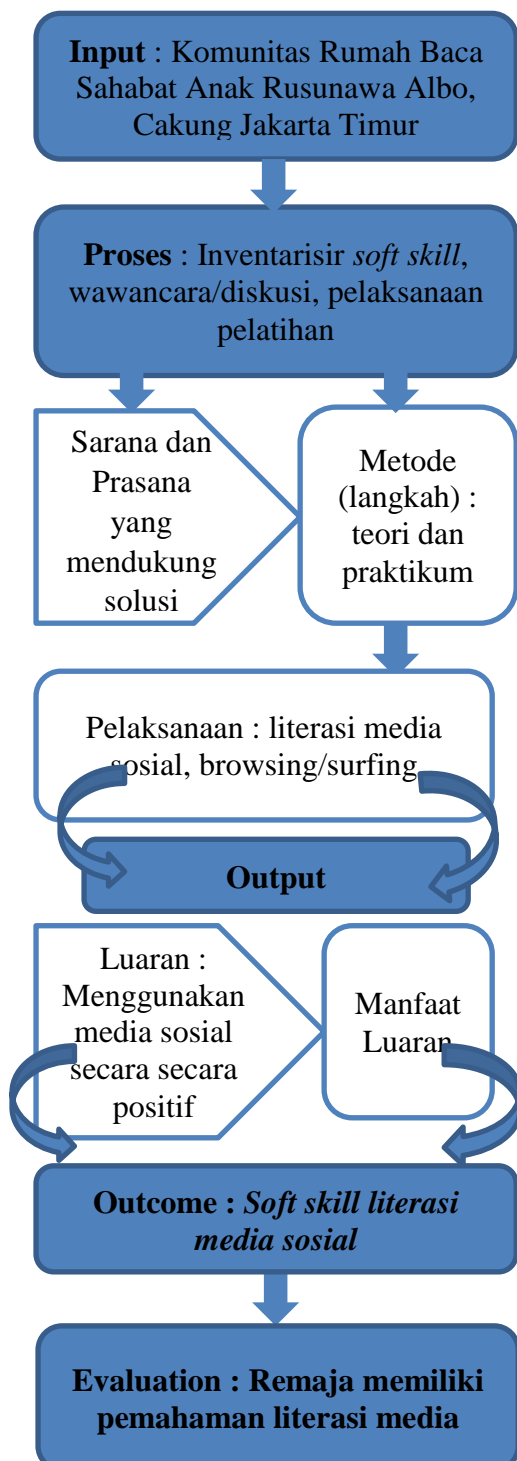 Input : Komunitas Rumah Baca
Sahabat Anak Rusunawa Albo,
Cakung Jakarta Timur
Proses : Inventarisir soft skill,
wawancara/diskusi, pelaksanaan
pelatihan
Sarana dan
Prasana
yang
mendukung
solusi
Metode
(langkah) :
teori dan
praktikum
Pelaksanaan : literasi media
sosial, browsing/surfing
Output
Luaran :
Menggunakan
media sosial
secara secara
positif
Manfaat
Luaran
Outcome : Soft skill literasi
media sosial
Evaluation : Remaja memiliki
pemahaman literasi media